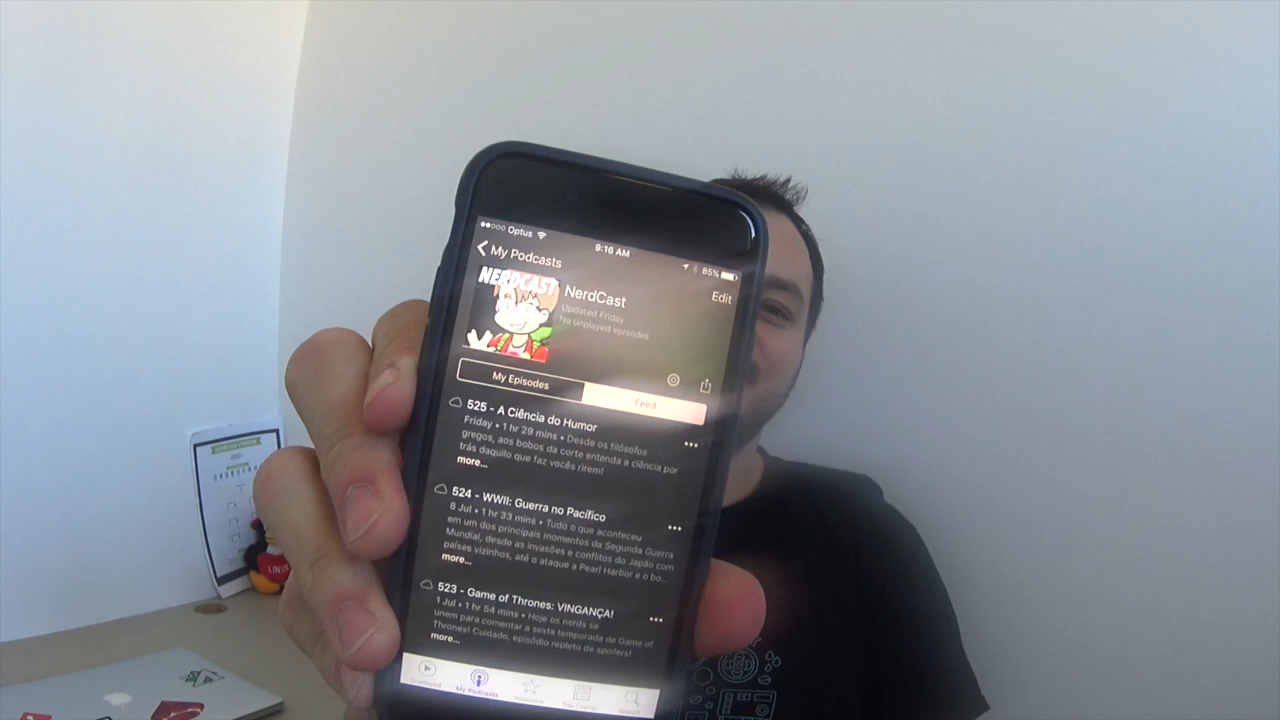 Optus
9:16 AM
85%
My Podcasts
Edit
NERDCAST
NerdCast
Updated Friday
No unplayed episodes
My Episodes
Feed
525 - A Ciência do Humor
Friday • 1 hr 29 mins • Desde os filósofos
gregos, aos bobos da corte entenda a ciência por
trás daquilo que faz vocês rirem!
more...
524 - WWII: Guerra no Pacífico
8 Jul • 1 hr 33 mins • Tudo o que aconteceu
em um dos principais momentos da Segunda Guerra
Mundial, desde as invasões e conflitos do Japão com
países vizinhos, até o ataque a Pearl Harbor e o bo...
more...
523 - Game of Thrones: VINGANÇA!
1 Jul • 1 hr 54 mins • Hoje os nerds se
unem para comentar a sexta temporada de Game of
Thrones! Cuidado, episódio repleto de spoilers!
more...
My Podcasts
Search
LINUX